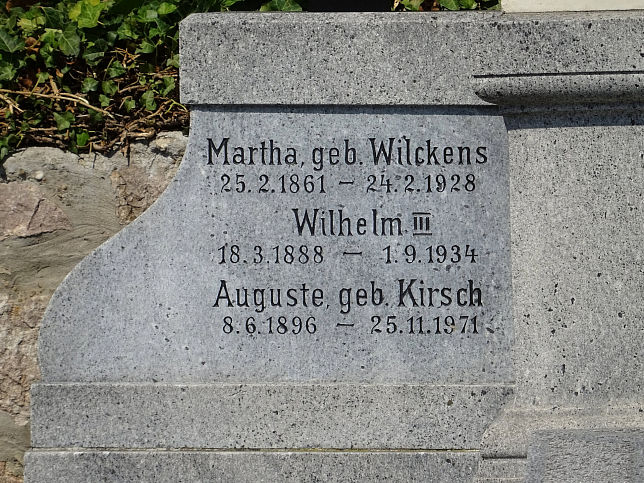 Martha, geb. Wilckens
25.2.1861 – 24.2.1928
Wilhelm III
18.3.1888 – 1.9.1934
Auguste, geb. Kirsch
8.6.1896 – 25.11.1971